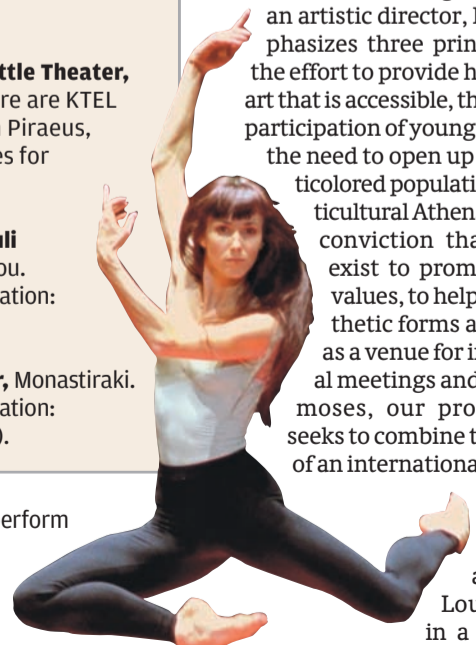 ttle Theater,
re are KTEL
Piraeus,
es for
uli
ou.
ation:
r, Monastiraki.
ation:
).
erform
an artistic director,
phasizes three prin
the effort to provide h
art that is accessible, th
participation of young
the need to open up
ticolored populati
ticultural Athen
conviction tha
exist to prom
values, to help
thetic forms a
as a venue for i
al meetings and
moses, our pro
seeks to combine t
of an internationa
a
Lou
in a